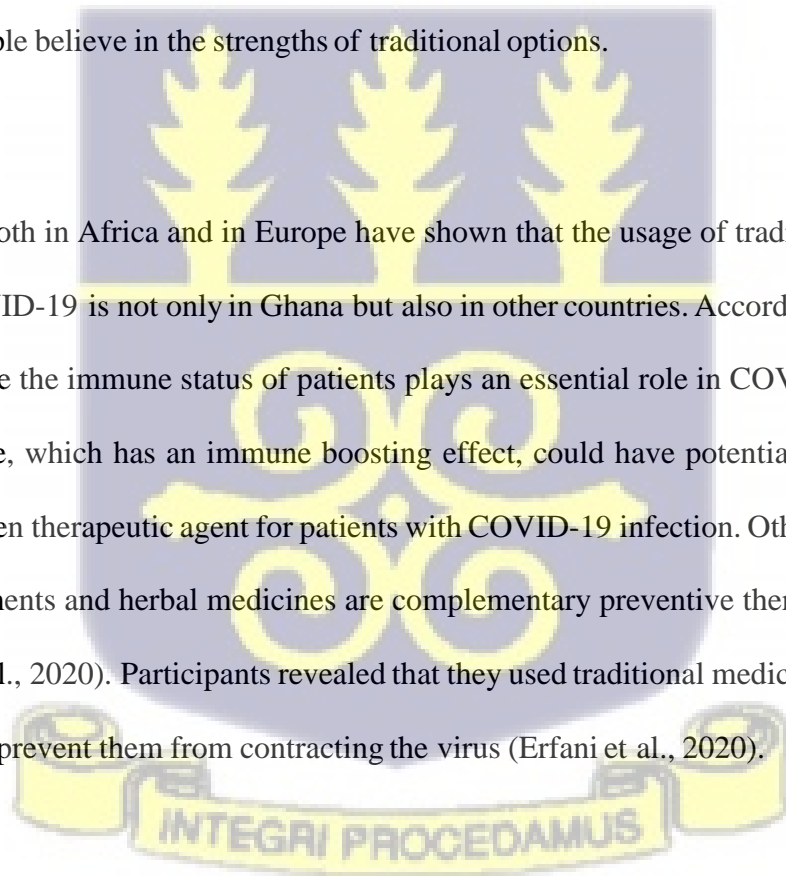 ple believe in the strengths of traditional options.
oth in Africa and in Europe have shown that the usage of trad
ID-19 is not only in Ghana but also in other countries. Accord
e the immune status of patients plays an essential role in COV
e, which has an immune boosting effect, could have potentia
en therapeutic agent for patients with COVID-19 infection. Oth
nents and herbal medicines are complementary preventive ther
l., 2020). Participants revealed that they used traditional medic
prevent them from contracting the virus (Erfani et al., 2020).
INTEGRI PROCEDAMUS